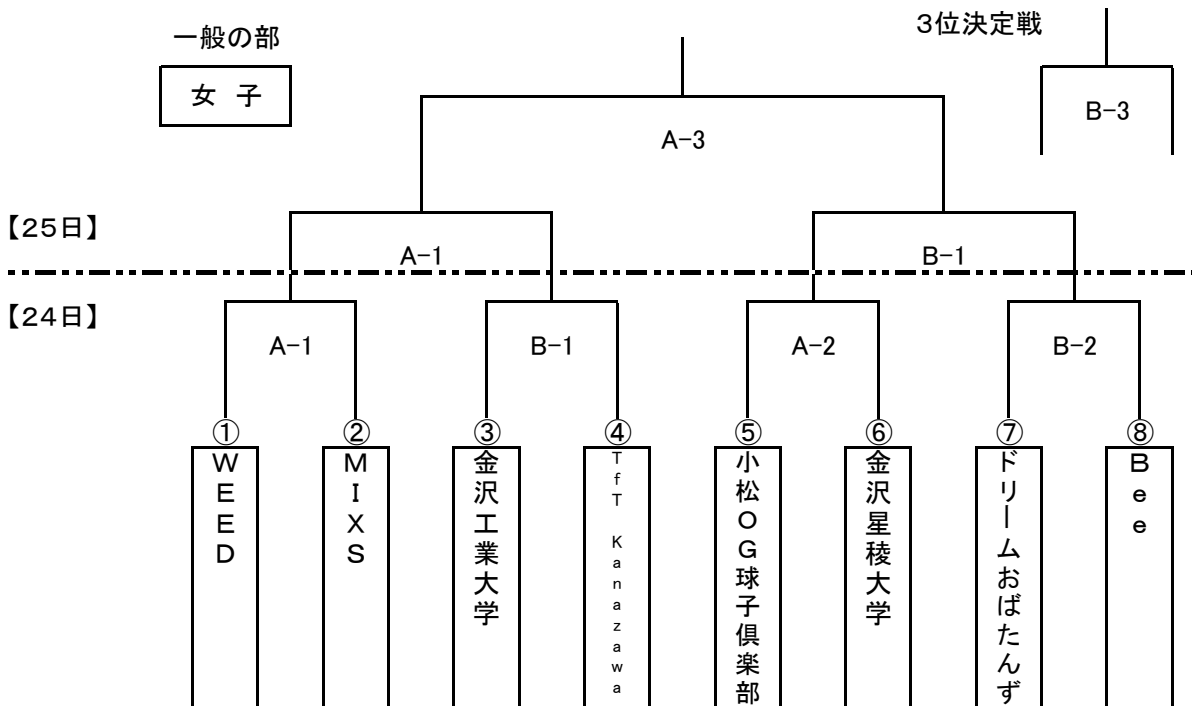 一般の部
女 子
3位決定戦
B-3
A-3
【25日】
A-1
B-1
【24日】
A-1
B-1
A-2
B-2
①
②
③
④
⑤
⑥
⑦
⑧
WEED
MIXS
金沢工業大学
TfT Kanazawa
小松OG球子倶楽部
金沢星稜大学
ドリームおばたんず
Bee